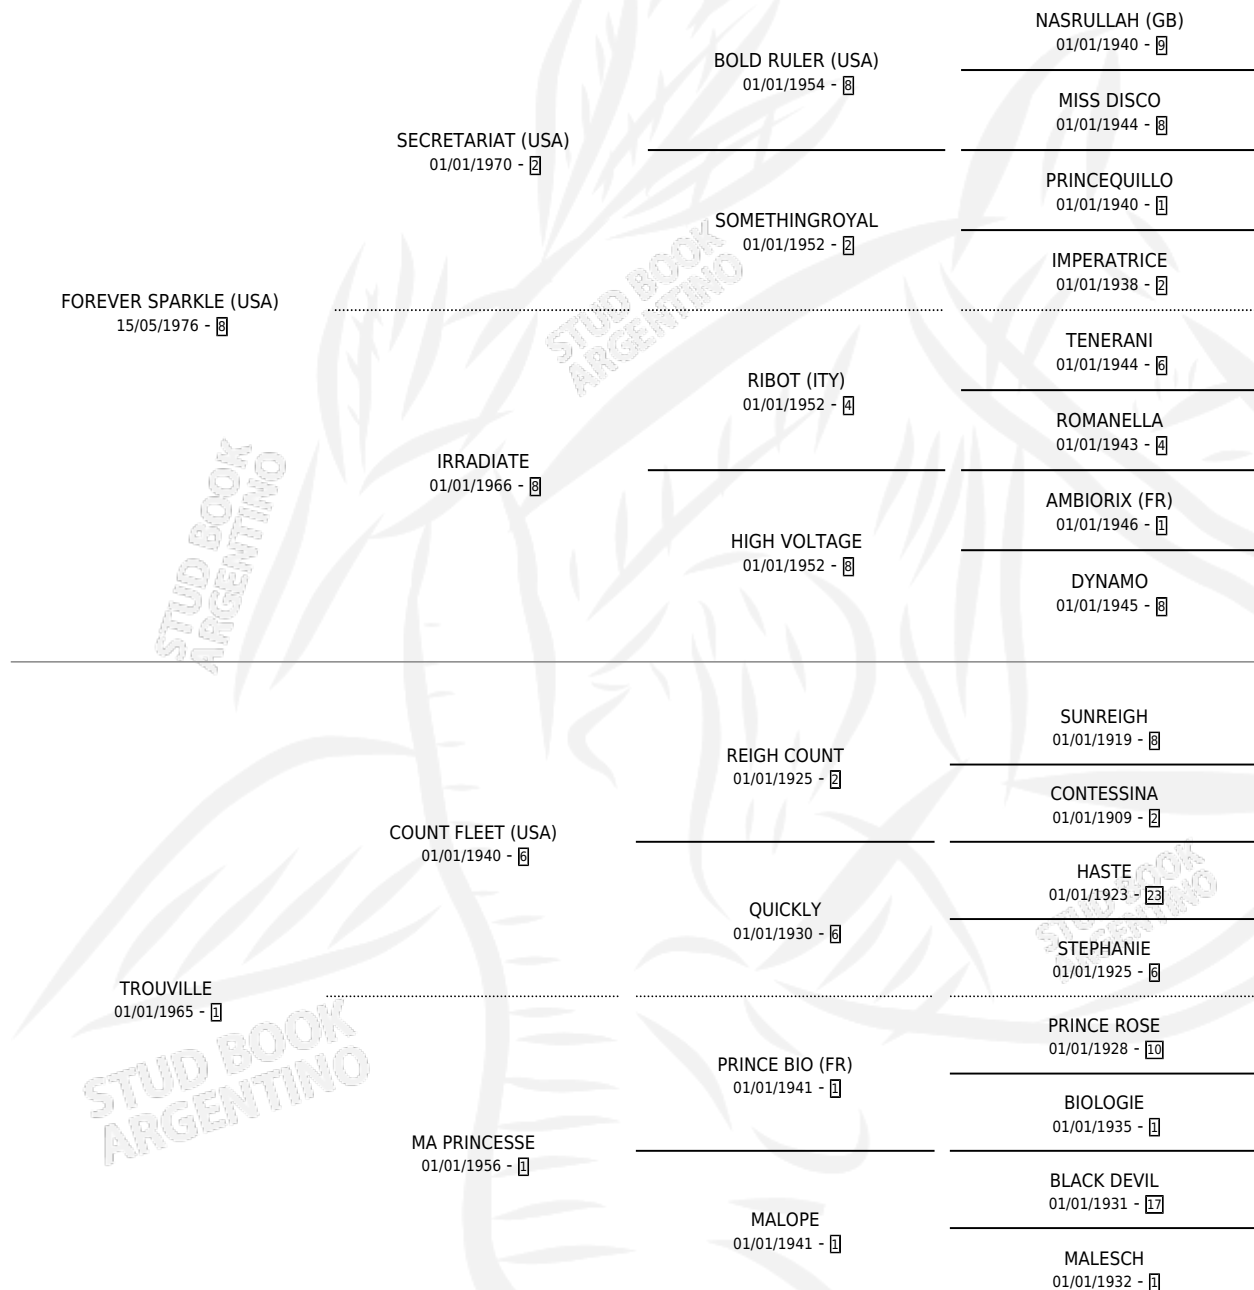 NASRULLAH (GB)
01/01/1940 - 9
BOLD RULER (USA)
01/01/1954 - 8
MISS DISCO
01/01/1944 - 8
SECRETARIAT (USA)
01/01/1970 - 2
PRINCEQUILLO
01/01/1940 - 1
SOMETHINGROYAL
01/01/1952 - 2
IMPERATRICE
01/01/1938 - 2
FOREVER SPARKLE (USA)
15/05/1976 - 8
STUD BOOK
ARGENTINO
TENERANI
01/01/1944 - 6
RIBOT (ITY)
01/01/1952 - 4
ROMANELLA
01/01/1943 - 4
IRRADIATE
01/01/1966 - 8
AMBIORIX (FR)
01/01/1946 - 1
HIGH VOLTAGE
01/01/1952 - 8
DYNAMO
01/01/1945 - 8
STUD BOOK
ARGENTINO
SUNREIGH
01/01/1919 - 8
REIGH COUNT
01/01/1925 - 2
CONTESSINA
01/01/1909 - 2
COUNT FLEET (USA)
01/01/1940 - 6
HASTE
01/01/1923 - 23
QUICKLY
01/01/1930 - 6
STEPHANIE
01/01/1925 - 6
STUD BOOK
ARGENTINO
TROUVILLE
01/01/1965 - 1
PRINCE ROSE
01/01/1928 - 10
PRINCE BIO (FR)
01/01/1941 - 1
BIOLOGIE
01/01/1935 - 1
STUD BOOK
ARGENTINO
MA PRINCESSE
01/01/1956 - 1
BLACK DEVIL
01/01/1931 - 17
MALOPE
01/01/1941 - 1
MALESCH
01/01/1932 - 1